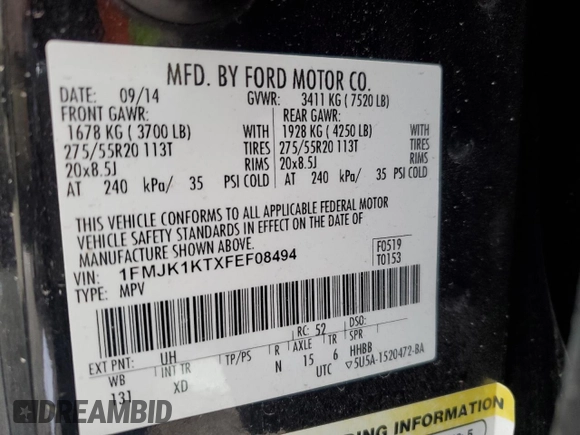 MFD. BY FORD MOTOR CO.
DATE: 09/14 GVWR: 3411 KG ( 7520 LB)
FRONT GAWR: REAR GAWR:
1678 KG ( 3700 LB) WITH 1928 KG ( 4250 LB) WITH
275/55R20 113T TIRES 275/55R20 113T TIRES
20x8.5J RIMS 20x8.5J RIMS
AT 240 kPa/ 35 PSI COLD AT 240 kPa/ 35 PSI COLD
THIS VEHICLE CONFORMS TO ALL APPLICABLE FEDERAL MOTOR
VEHICLE SAFETY STANDARDS IN EFFECT ON THE DATE OF
MANUFACTURE SHOWN ABOVE.
VIN: 1FMJK1KTXFEF08494 F0519
TYPE: MPV T0153
RC: 52 DSO:
EXT PNT: UH
WB INT TR TP/PS R AXLE TR SPR
131 XD N 15 6 HHBB
UTC ▽5U5A-1520472-BA
DREAMBID
ING INFORMATION